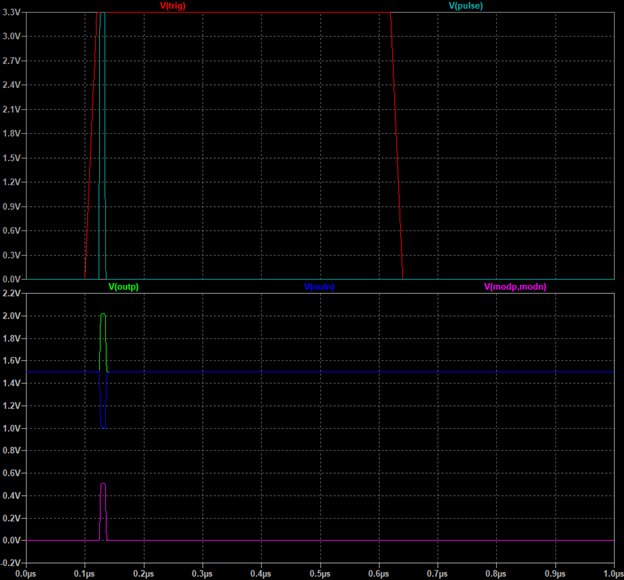 V(trig) V(pulse)
3.3V
3.0V
2.7V
2.4V
2.1V
1.8V
1.5V
1.2V
0.9V
0.6V
0.3V
0.0V
V(outp) V(outn) V(modp,modn)
2.2V
2.0V
1.8V
1.6V
1.4V
1.2V
1.0V
0.8V
0.6V
0.4V
0.2V
0.0V
-0.2V
0.0µs 0.1µs 0.2µs 0.3µs 0.4µs 0.5µs 0.6µs 0.7µs 0.8µs 0.9µs 1.0µs